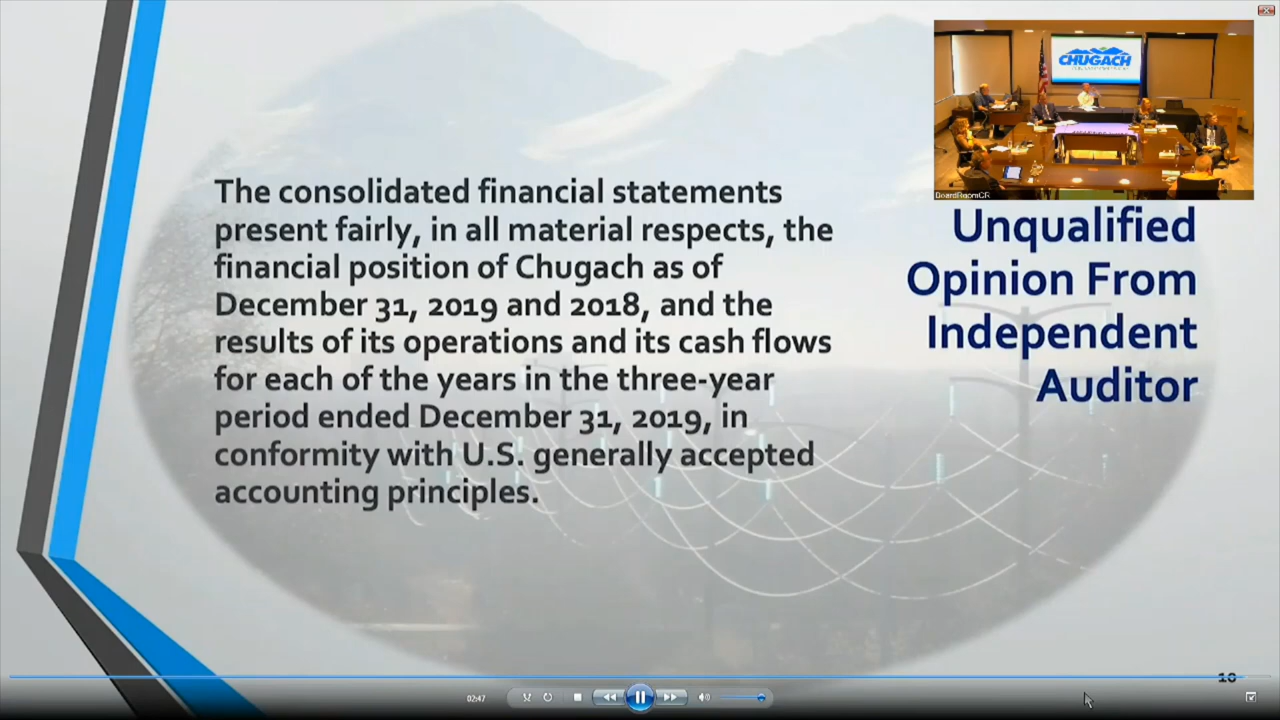 CHUGACH
BoardRoomCR
The consolidated financial statements
present fairly, in all material respects, the
financial position of Chugach as of
December 31, 2019 and 2018, and the
results of its operations and its cash flows
for each of the years in the three-year
period ended December 31, 2019, in
conformity with U.S. generally accepted
accounting principles.
Unqualified
Opinion From
Independent
Auditor
10
02:47